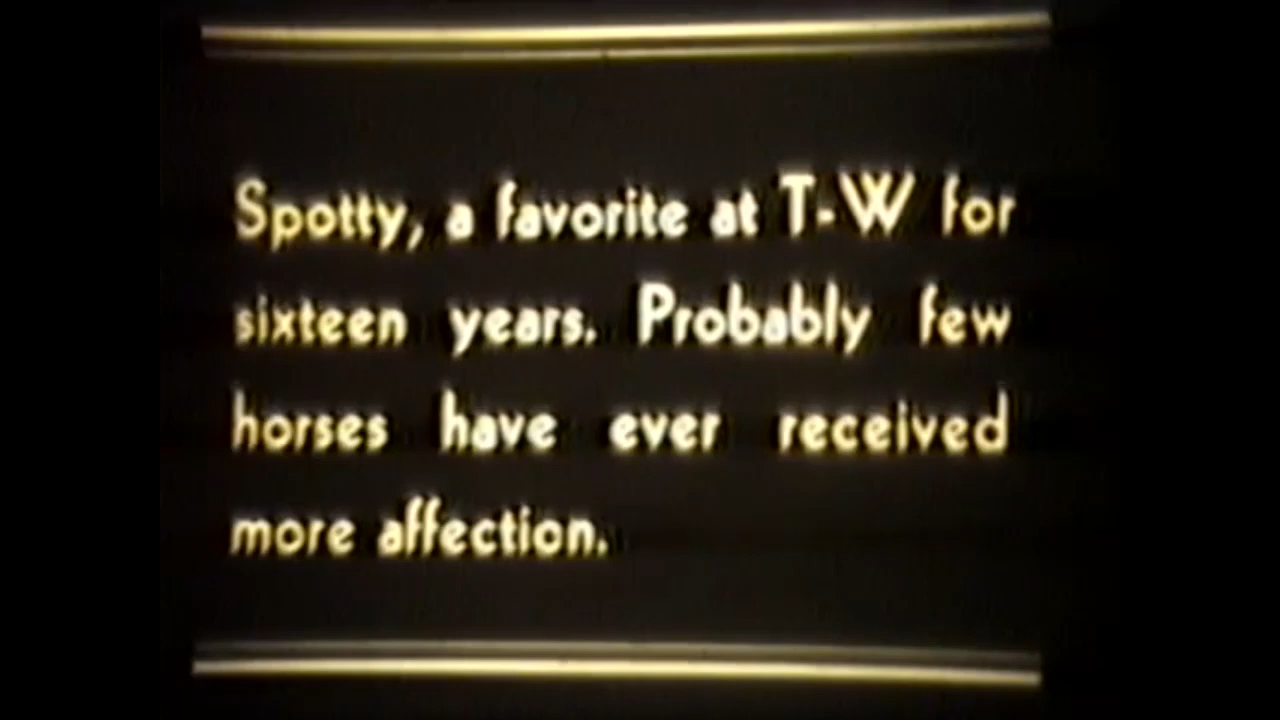 Spotty, a favorite at T-W for
sixteen years. Probably few
horses have ever received
more affection.